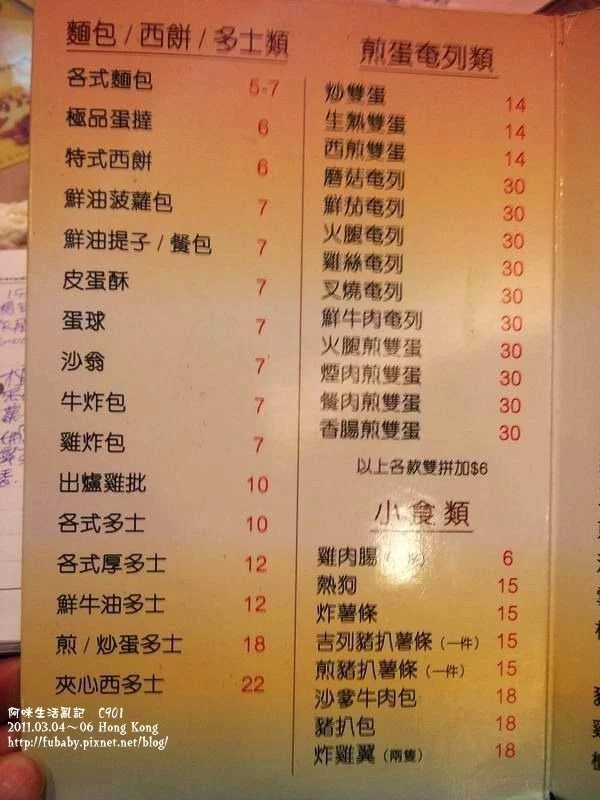 麵包 / 西餅 / 多士類
各式麵包 5-7
極品蛋撻 6
特式西餅 6
鮮油菠蘿包 7
鮮油提子 / 餐包 7
皮蛋酥 7
蛋球 7
沙翁 7
牛炸包 7
雞炸包 7
出爐雞批 10
各式多士 10
各式厚多士 12
鮮牛油多士 12
煎 / 炒蛋多士 18
夾心西多士 22
煎蛋奄列類
炒雙蛋 14
生熱雙蛋 14
西煎雙蛋 14
磨菇奄列 30
鮮茄奄列 30
火腿奄列 30
雞絲奄列 30
叉燒奄列 30
鮮牛肉奄列 30
火腿煎雙蛋 30
煙肉煎雙蛋 30
餐肉煎雙蛋 30
香腸煎雙蛋 30
以上各款雙拼加$6
小食類
雞肉腸 6
熱狗 15
炸薯條 15
吉列豬扒薯條（一件） 15
煎豬扒薯條（一件） 15
沙爹牛肉包 18
豬扒包 18
炸雞翼（兩隻） 18
阿咪生活亂記 C901
2011.03.04～06 Hong Kong
http://fubaby.pixnet.net/blog/